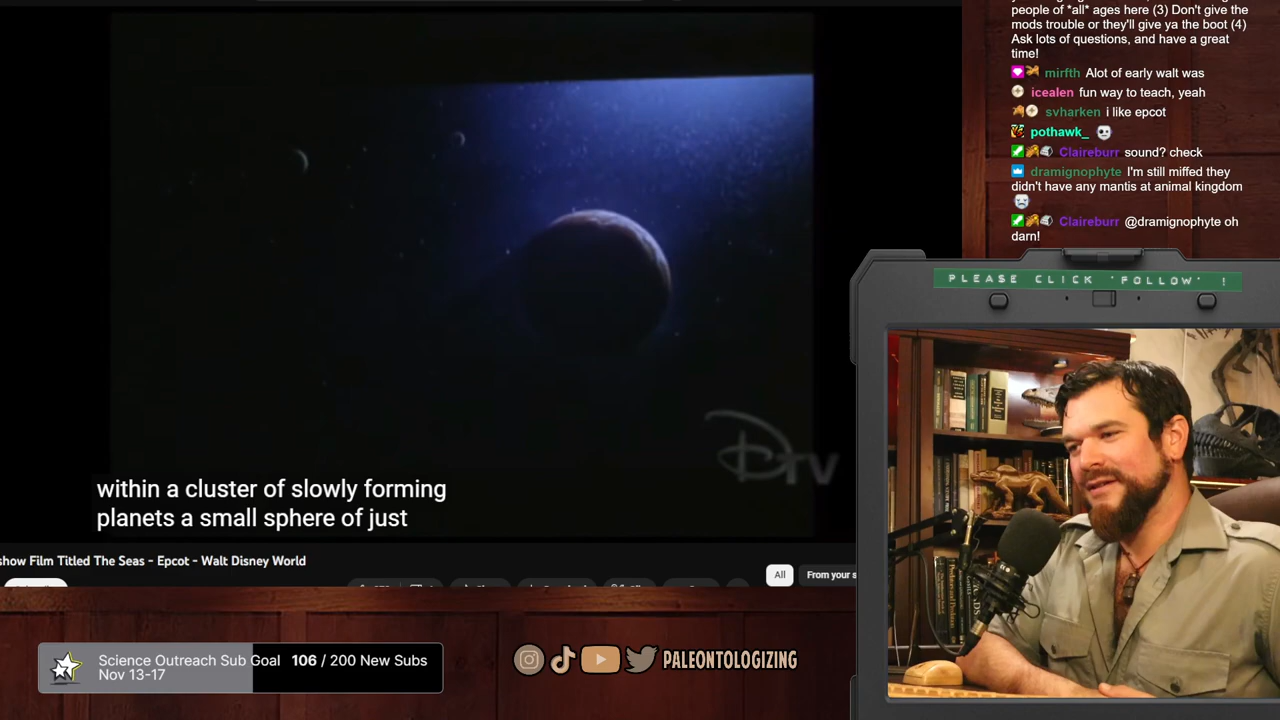 people of *all* ages here (3) Don't give the
mods trouble or they'll give ya the boot (4)
Ask lots of questions, and have a great
time!
mirfth Alot of early walt was
icealen fun way to teach, yeah
svharken i like epcot
pothawk_
Claireburr sound? check
dramignophyte I'm still miffed they
didn't have any mantis at animal kingdom
Claireburr @dramignophyte oh
darn!
PLEASE CLICK 'FOLLOW' !
DTV
within a cluster of slowly forming
planets a small sphere of just
show Film Titled The Seas - Epcot - Walt Disney World
All
From your s
Science Outreach Sub Goal 106 / 200 New Subs
Nov 13-17
PALEONTOLOGIZING